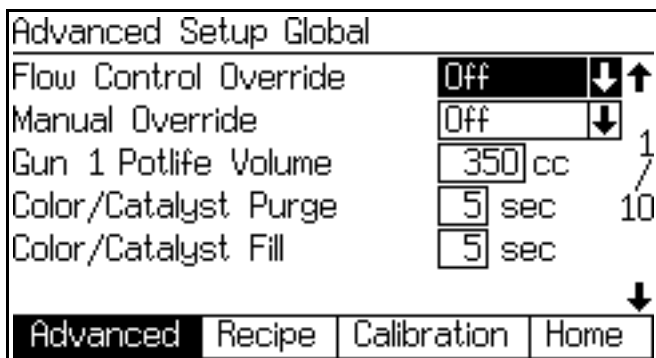 Advanced Setup Global
Flow Control Override Off
Manual Override Off
Gun 1 Potlife Volume 350 cc
Color/Catalyst Purge 5 sec
Color/Catalyst Fill 5 sec
1/10
Advanced Recipe Calibration Home